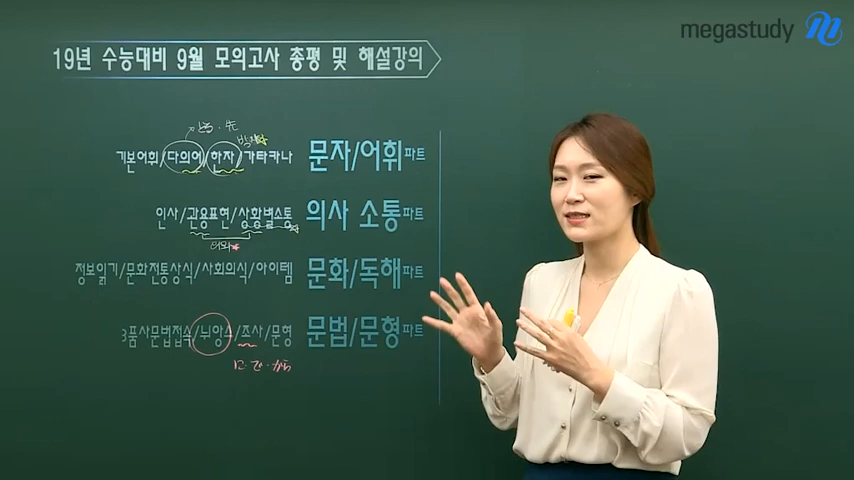 megastudy
19년 수능대비 9월 모의고사 총평 및 해설강의
기본어휘/다의어/한자/가타카나 문자/어휘파트
인사/관용표현/상황별소통 의사 소통파트
어휘
정보읽기/문화전통상식/사회의식/아이템 문화/독해파트
3품사문법접속/뉘앙스/조사/문형 문법/문형파트
に・で・から